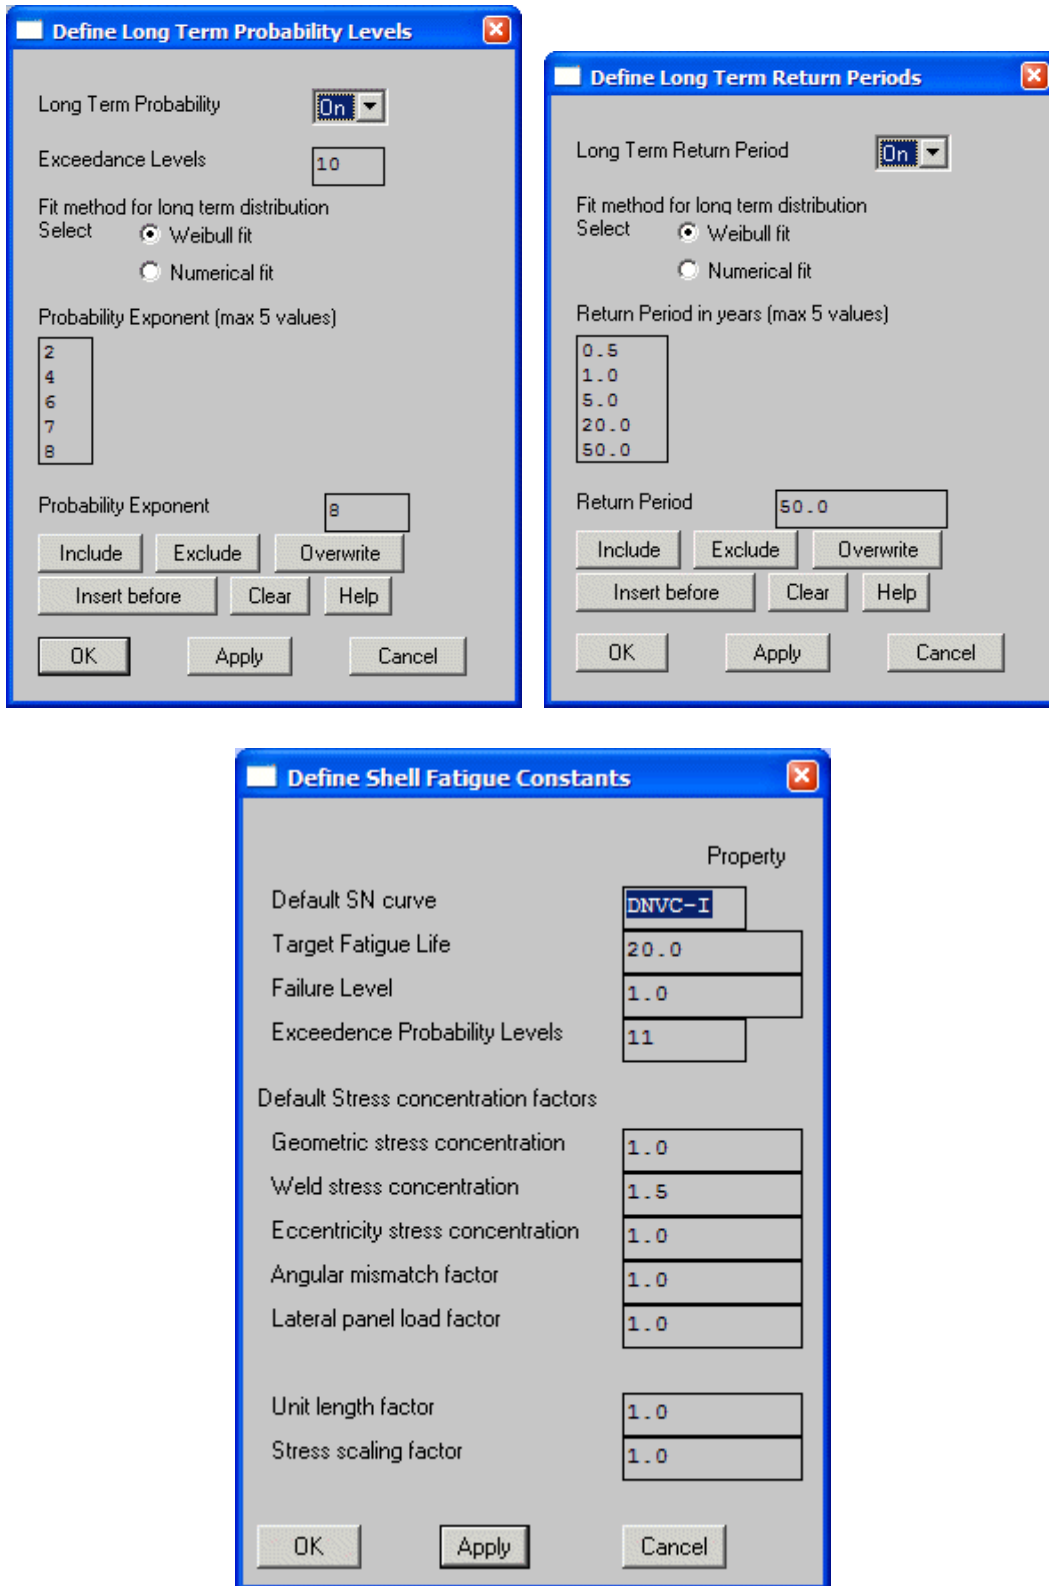 Define Long Term Probability Levels
Long Term Probability On
Exceedance Levels 10
Fit method for long term distribution
Select Weibull fit
Numerical fit
Probability Exponent (max 5 values)
2
4
6
7
8
Probability Exponent 8
Include Exclude Overwrite
Insert before Clear Help
OK Apply Cancel
Define Long Term Return Periods
Long Term Return Period On
Fit method for long term distribution
Select Weibull fit
Numerical fit
Return Period in years (max 5 values)
0.5
1.0
5.0
20.0
50.0
Return Period 50.0
Include Exclude Overwrite
Insert before Clear Help
OK Apply Cancel
Define Shell Fatigue Constants
Property
Default SN curve DNVC-I
Target Fatigue Life 20.0
Failure Level 1.0
Exceedence Probability Levels 11
Default Stress concentration factors
Geometric stress concentration 1.0
Weld stress concentration 1.5
Eccentricity stress concentration 1.0
Angular mismatch factor 1.0
Lateral panel load factor 1.0
Unit length factor 1.0
Stress scaling factor 1.0
OK Apply Cancel